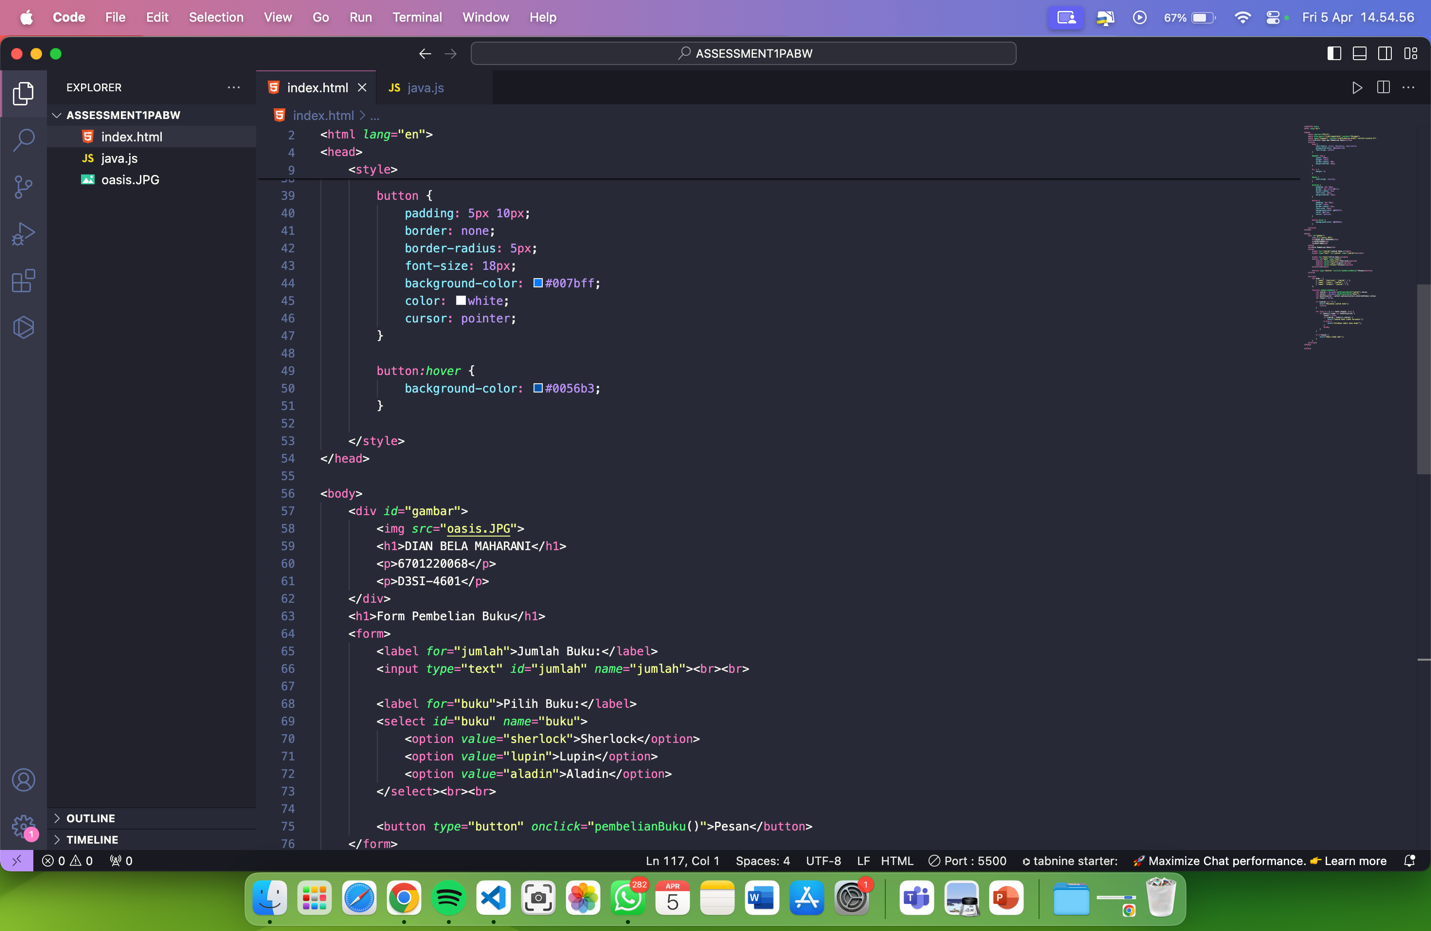 Code File Edit Selection View Go Run Terminal Window Help 67% Fri 5 Apr 14.54.56
ASSESSMENT1PABW
EXPLORER ...
index.html
JS java.js
ASSESSMENT1PABW
index.html
JS java.js
oasis.JPG
index.html > ...
2 <html lang="en">
4 <head>
9 <style>
39 button {
40 padding: 5px 10px;
41 border: none;
42 border-radius: 5px;
43 font-size: 18px;
44 background-color: #007bff;
45 color: white;
46 cursor: pointer;
47 }
48
49 button:hover {
50 background-color: #0056b3;
51 }
52
53 </style>
54 </head>
55
56 <body>
57 <div id="gambar">
58 <img src="oasis.JPG">
59 <h1>DIAN BELA MAHARANI</h1>
60 <p>6701220068</p>
61 <p>D3SI-4601</p>
62 </div>
63 <h1>Form Pembelian Buku</h1>
64 <form>
65 <label for="jumlah">Jumlah Buku:</label>
66 <input type="text" id="jumlah" name="jumlah"><br><br>
67
68 <label for="buku">Pilih Buku:</label>
69 <select id="buku" name="buku">
70 <option value="sherlock">Sherlock</option>
71 <option value="lupin">Lupin</option>
72 <option value="aladin">Aladin</option>
73 </select><br><br>
74
75 <button type="button" onclick="pembelianBuku()">Pesan</button>
76 </form>
OUTLINE
TIMELINE
1
0 0 0 Ln 117, Col 1 Spaces: 4 UTF-8 LF HTML Port : 5500 tabnine starter: 🚀 Maximize Chat performance. 👉 Learn more
282 APR 5 W 1 T P